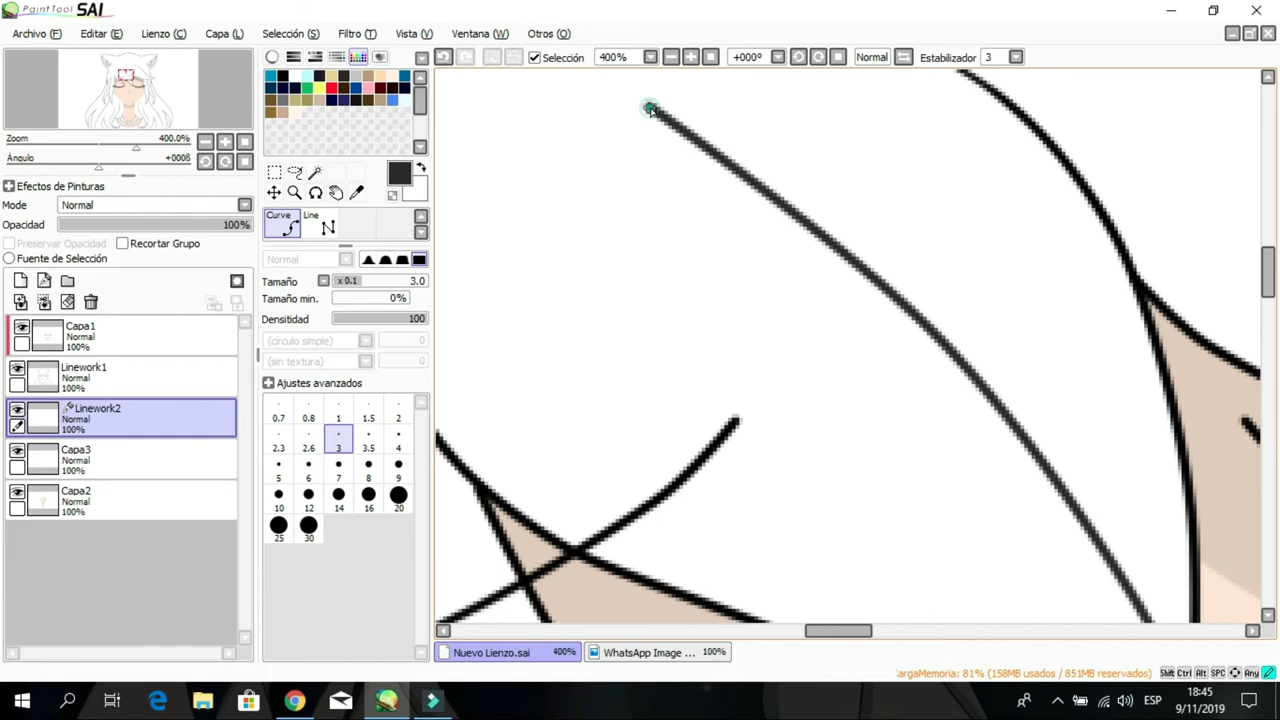 PaintTool SAI
Archivo (F) Editar (E) Lienzo (C) Capa (L) Selección (S) Filtro (T) Vista (V) Ventana (W) Otros (O)
Selección 400% +000º Normal Estabilizador 3
Zoom 400.0%
Ángulo +0008
Efectos de Pinturas
Modo Normal
Opacidad 100%
Preservar Opacidad Recortar Grupo
Fuente de Selección
Capa1
Normal
100%
Linework1
Normal
100%
Linework2
Normal
100%
Capa3
Normal
100%
Capa2
Normal
100%
Curve Line
Normal
Tamaño x 0.1 3.0
Tamaño min. 0%
Densitidad 100
(círculo simple) 0
(sin textura) 0
Ajustes avanzados
0.7 0.8 1 1.5 2
2.3 2.6 3 3.5 4
5 6 7 8 9
10 12 14 16 20
25 30
Nuevo Lienzo.sai 400% WhatsApp Image ... 100%
CargaMemoria: 81% (158MB usados / 851MB reservados) Shift Ctrl Alt SPC Any
ESP
18:45
9/11/2019